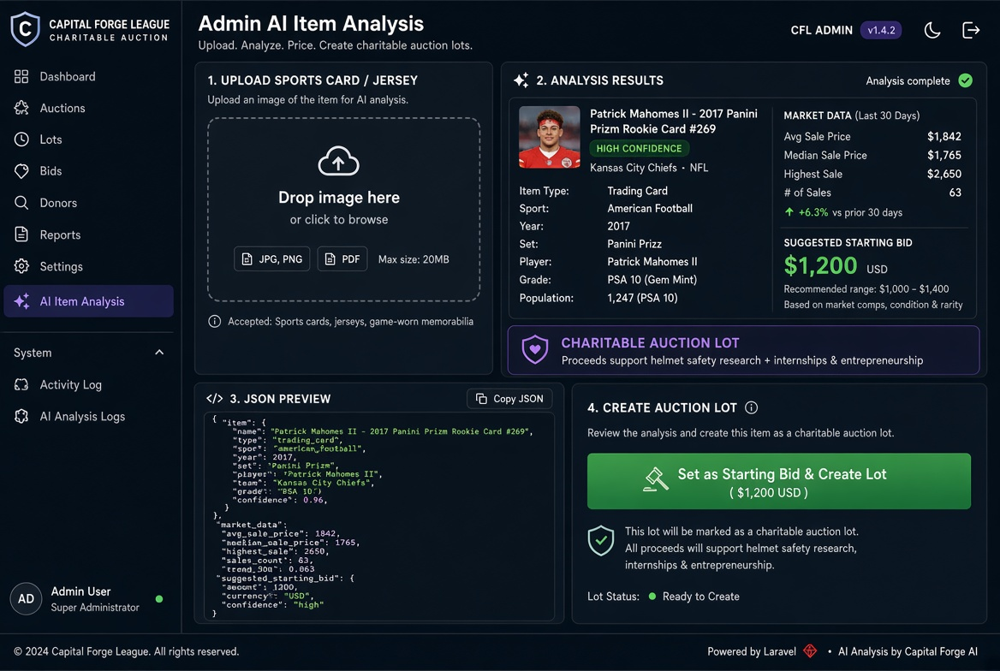 CAPITAL FORGE LEAGUE
CHARITABLE AUCTION
Dashboard
Auctions
Lots
Bids
Donors
Reports
Settings
AI Item Analysis
System
Activity Log
AI Analysis Logs
AD
Admin User
Super Administrator
Admin AI Item Analysis
Upload. Analyze. Price. Create charitable auction lots.
CFL ADMIN v1.4.2
1. UPLOAD SPORTS CARD / JERSEY
Upload an image of the item for AI analysis.
Drop image here
or click to browse
JPG, PNG PDF Max size: 20MB
Accepted: Sports cards, jerseys, game-worn memorabilia
2. ANALYSIS RESULTS
Analysis complete
Patrick Mahomes II - 2017 Panini
Prizm Rookie Card #269
HIGH CONFIDENCE
Kansas City Chiefs • NFL
Item Type: Trading Card
Sport: American Football
Year: 2017
Set: Panini Prizz
Player: Patrick Mahomes II
Grade: PSA 10 (Gem Mint)
Population: 1,247 (PSA 10)
MARKET DATA (Last 30 Days)
Avg Sale Price $1,842
Median Sale Price $1,765
Highest Sale $2,650
# of Sales 63
+6.3% vs prior 30 days
SUGGESTED STARTING BID
$1,200 USD
Recommended range: $1,000 – $1,400
Based on market comps, condition & rarity
CHARITABLE AUCTION LOT
Proceeds support helmet safety research + internships & entrepreneurship
</> 3. JSON PREVIEW
Copy JSON
{
"item": {
"name": "Patrick Mahomes II - 2017 Panini Prizm Rookie Card #269",
"type": "trading_card",
"american_football",
"year": 2017,
"set": "Panini Prizm",
"Patrick Mahomes II",
"team": "Kansas City Chiefs",
"confidence": 0.96,
}
},
"market_data":
"avg_sale_price": 1842,
1765,
"highest_sale": 2650,
"sales_count": 63,
0.063
"suggested_starting_bid": {
1200,
"currency": "USD",
"confidence": "high"
}
4. CREATE AUCTION LOT
Review the analysis and create this item as a charitable auction lot.
Set as Starting Bid & Create Lot
( $1,200 USD )
This lot will be marked as a charitable auction lot.
All proceeds will support helmet safety research,
internships & entrepreneurship.
Lot Status: Ready to Create
© 2024 Capital Forge League. All rights reserved.
Powered by Laravel • AI Analysis by Capital Forge AI